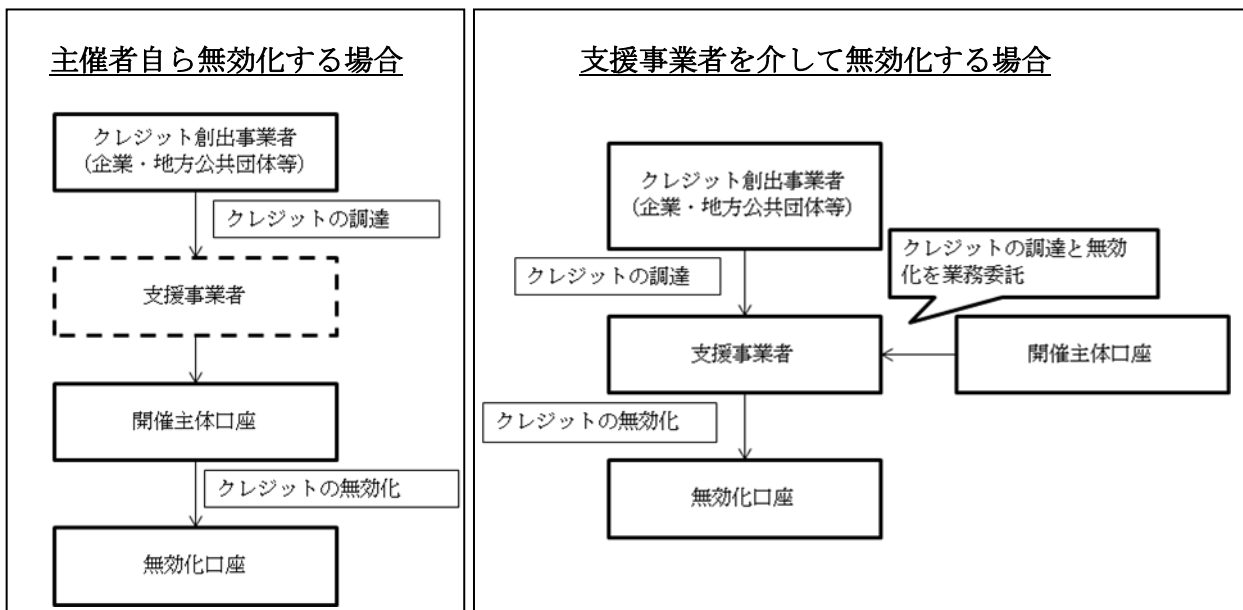 主催者自ら無効化する場合
クレジット創出事業者
(企業・地方公共団体等)
クレジットの調達
支援事業者
開催主体口座
クレジットの無効化
無効化口座
支援事業者を介して無効化する場合
クレジット創出事業者
(企業・地方公共団体等)
クレジットの調達と無効
化を業務委託
クレジットの調達
支援事業者
開催主体口座
クレジットの無効化
無効化口座